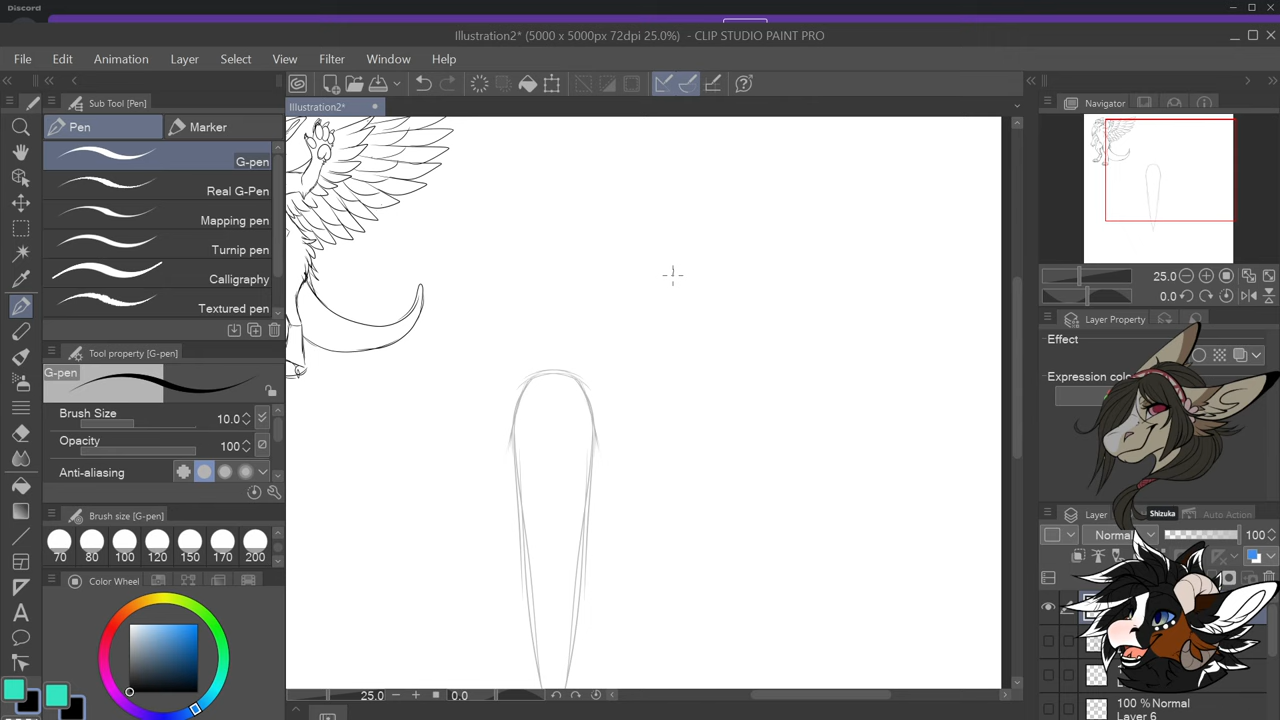 Discord
Illustration2* (5000 x 5000px 72dpi 25.0%) - CLIP STUDIO PAINT PRO
File Edit Animation Layer Select View Filter Window Help
Sub Tool [Pen]
Illustration2*
Navigator
Pen Marker
G-pen
Real G-Pen
Mapping pen
Turnip pen
Calligraphy
Textured pen
25.0
0.0
Layer Property
Effect
Expression colo
Tool property [G-pen]
G-pen
Brush Size 10.0
Opacity 100
Anti-aliasing
Brush size [G-pen]
70 80 100 120 150 170 200
Color Wheel
Shizuka
Layer Auto Action
Normal 100
100 % Normal
Layer 6
25.0 0.0